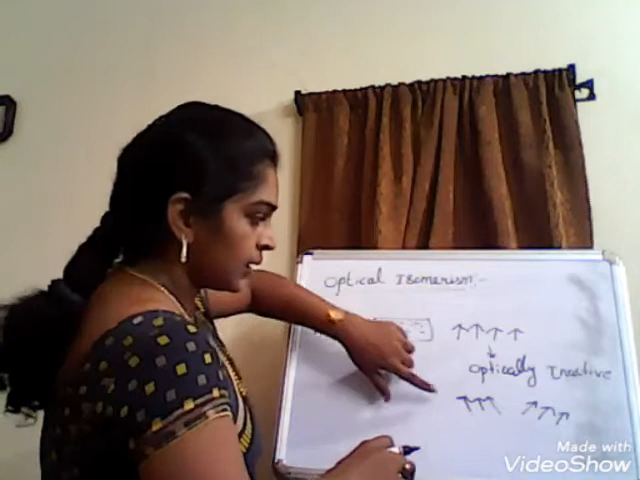 Optical Isomerism:-
Optically Inactive
Made with
VideoShow